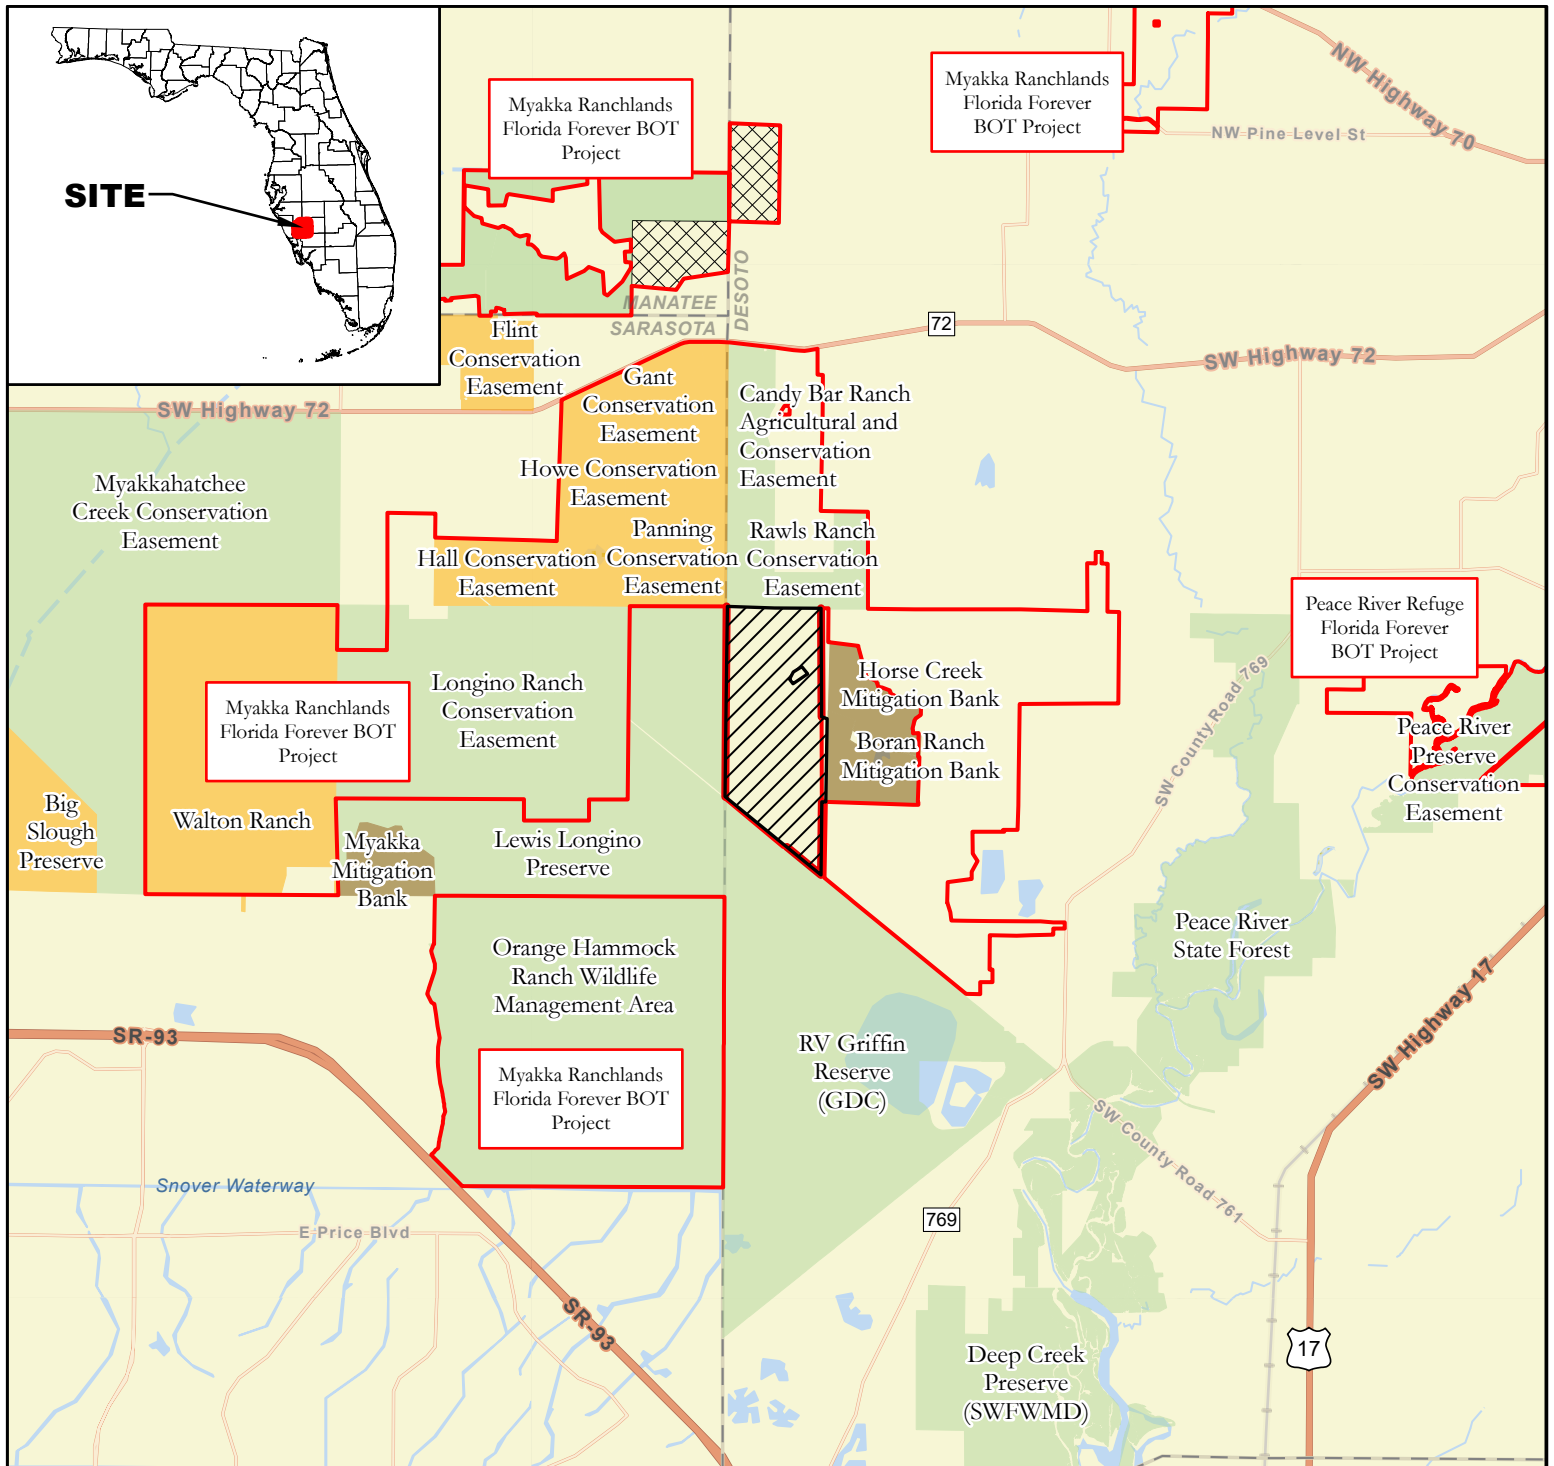 SITE
Myakka Ranchlands
Florida Forever BOT
Project
Myakka Ranchlands
Florida Forever
BOT Project
NW Highway 70
NW Pine Level St
DESOTO
MANATEE
SARASOTA
72
SW Highway 72
SW Highway 72
Flint
Conservation
Easement
Gant
Conservation
Easement
Candy Bar Ranch
Agricultural and
Conservation
Easement
Howe Conservation
Easement
Myakkahatchee
Creek Conservation
Easement
Hall Conservation
Easement
Panning
Conservation
Easement
Rawls Ranch
Conservation
Easement
Peace River Refuge
Florida Forever
BOT Project
SW County Road 769
Longino Ranch
Conservation
Easement
Horse Creek
Mitigation Bank
Boran Ranch
Mitigation Bank
Myakka Ranchlands
Florida Forever BOT
Project
Peace River
Preserve
Conservation
Easement
Big
Slough
Preserve
Walton Ranch
Myakka
Mitigation
Bank
Lewis Longino
Preserve
Peace River
State Forest
Orange Hammock
Ranch Wildlife
Management Area
SW Highway 17
SR-93
RV Griffin
Reserve
(GDC)
Myakka Ranchlands
Florida Forever BOT
Project
SW County Road 761
Snover Waterway
E Price Blvd
769
SR-93
17
Deep Creek
Preserve
(SWFWMD)